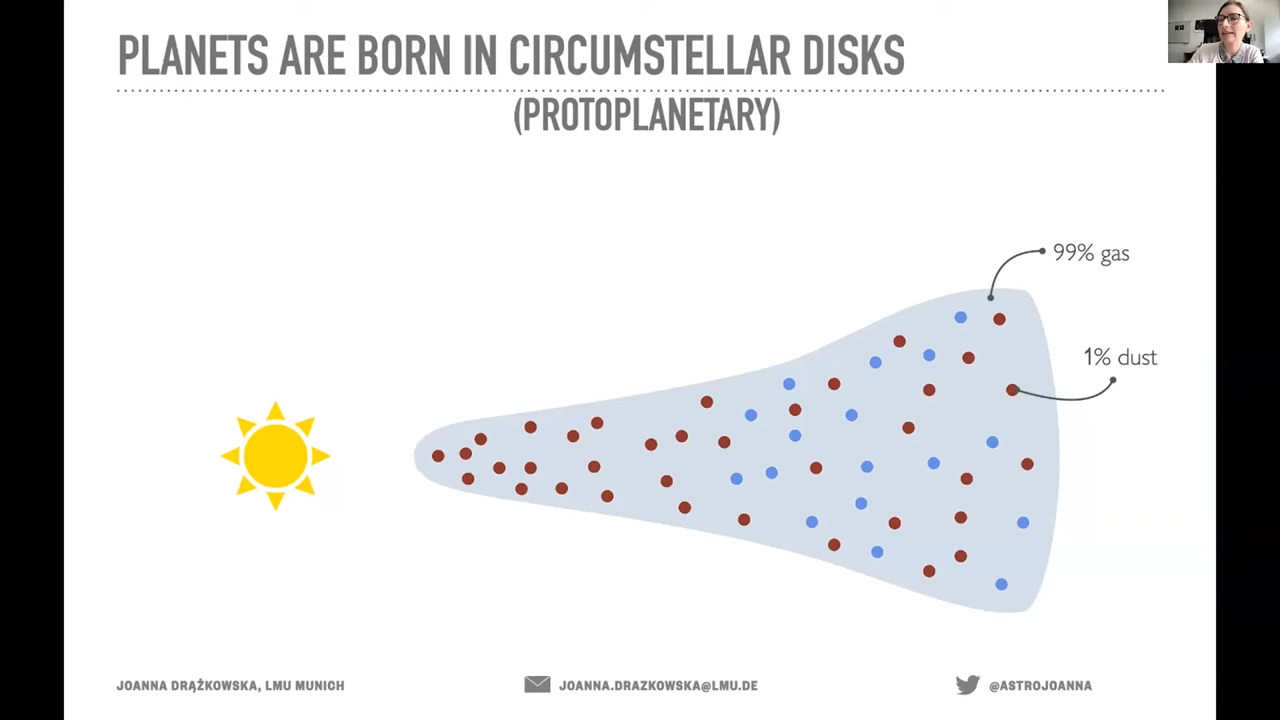 PLANETS ARE BORN IN CIRCUMSTELLAR DISKS
(PROTOPLANETARY)
99% gas
1% dust
JOANNA DRĄŻKOWSKA, LMU MUNICH
JOANNA.DRAZKOWSKA@LMU.DE
@ASTROJOANNA